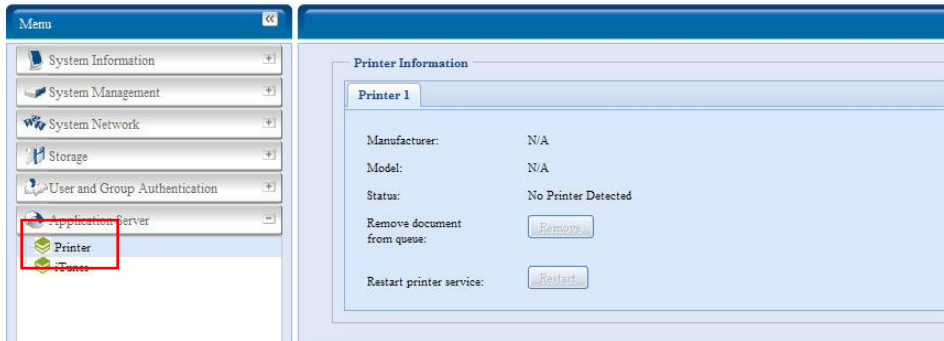 Menu
System Information
System Management
System Network
Storage
User and Group Authentication
Application Server
Printer
iTunes
Printer Information
Printer 1
Manufacturer: N/A
Model: N/A
Status: No Printer Detected
Remove document
from queue: Remove
Restart printer service: Restart